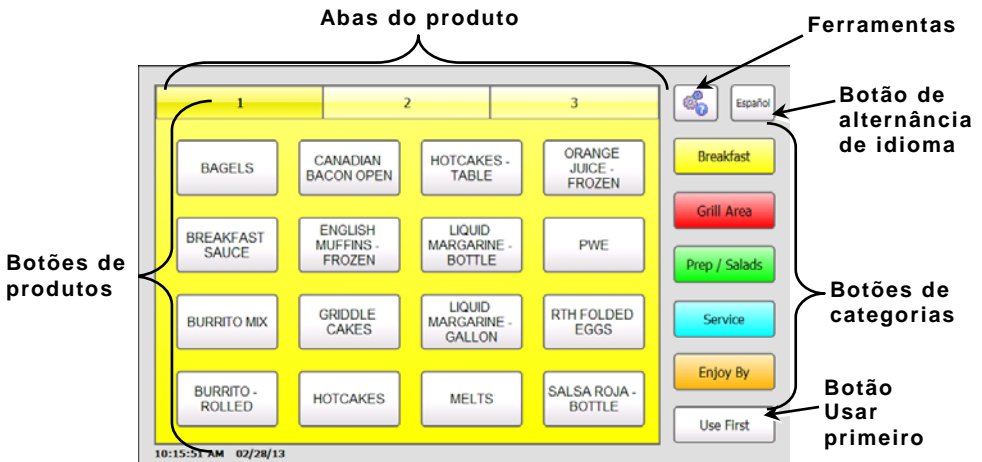 Abas do produto
Ferramentas
1
2
3
Español
Botão de
alternância
de idioma
BAGELS
CANADIAN
BACON OPEN
HOTCAKES -
TABLE
ORANGE
JUICE -
FROZEN
Breakfast
Grill Area
BREAKFAST
SAUCE
ENGLISH
MUFFINS -
FROZEN
LIQUID
MARGARINE -
BOTTLE
PWE
Prep / Salads
Botões de
produtos
Botões de
categorias
BURRITO MIX
GRIDDLE
CAKES
LIQUID
MARGARINE -
GALLON
RTH FOLDED
EGGS
Service
Enjoy By
BURRITO -
ROLLED
HOTCAKES
MELTS
SALSA ROJA -
BOTTLE
Use First
Botão
Usar
primeiro
10:15:51 AM 02/28/13